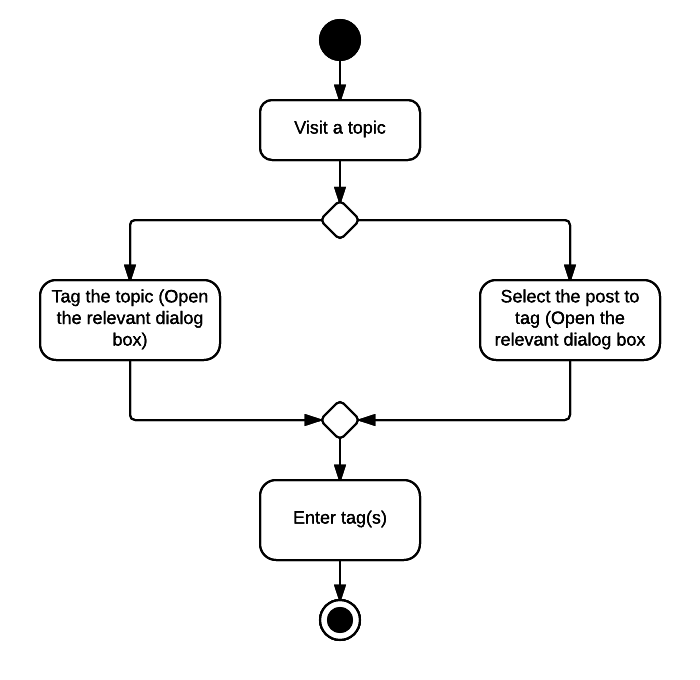 Visit a topic
Tag the topic (Open
the relevant dialog
box)
Select the post to
tag (Open the
relevant dialog box
Enter tag(s)